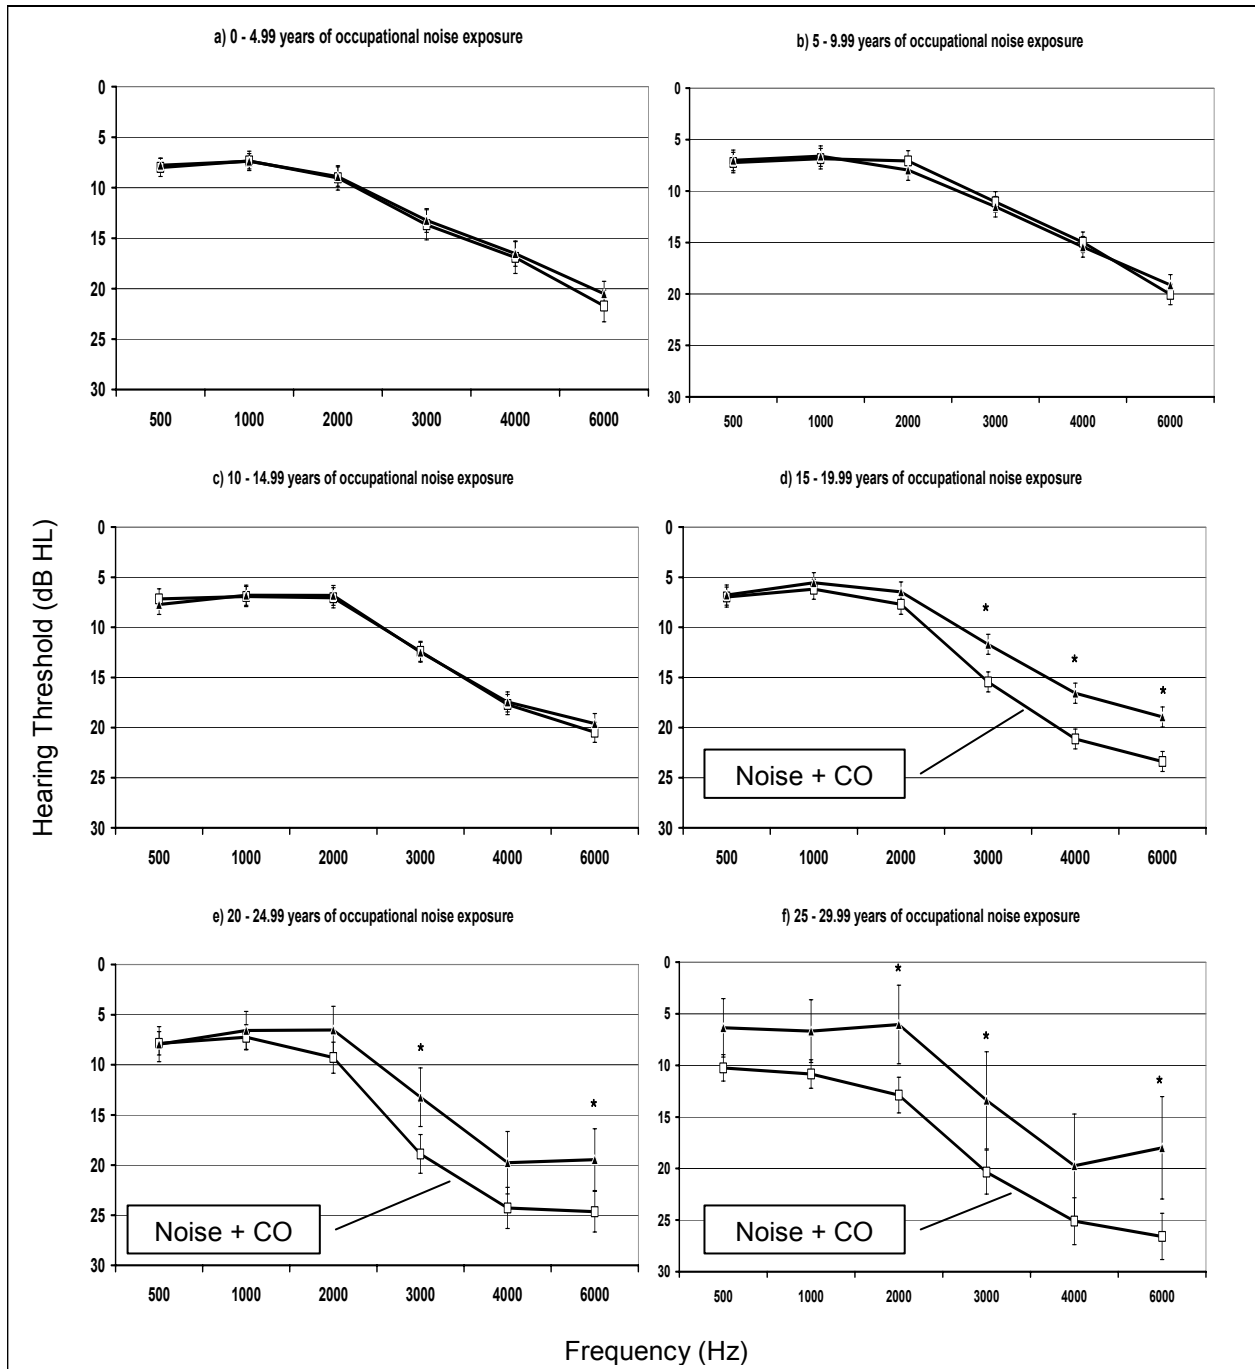 a) 0 - 4.99 years of occupational noise exposure
0
5
10
15
20
25
30
500 1000 2000 3000 4000 6000
b) 5 - 9.99 years of occupational noise exposure
0
5
10
15
20
25
30
500 1000 2000 3000 4000 6000
Hearing Threshold (dB HL)
c) 10 - 14.99 years of occupational noise exposure
0
5
10
15
20
25
30
500 1000 2000 3000 4000 6000
d) 15 - 19.99 years of occupational noise exposure
0
5
10
15
20
25
30
*
*
*
Noise + CO
500 1000 2000 3000 4000 6000
e) 20 - 24.99 years of occupational noise exposure
0
5
10
15
20
25
30
*
*
Noise + CO
500 1000 2000 3000 4000 6000
f) 25 - 29.99 years of occupational noise exposure
0
5
10
15
20
25
30
*
*
*
Noise + CO
500 1000 2000 3000 4000 6000
Frequency (Hz)